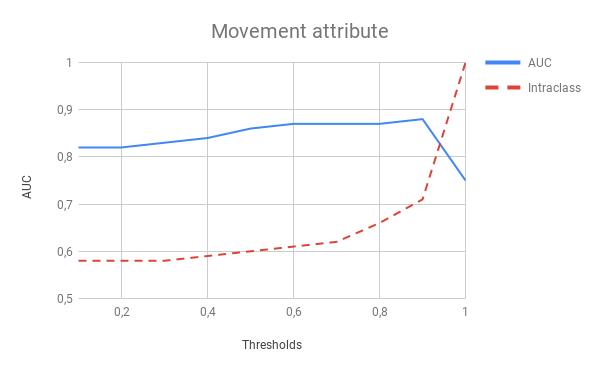 Movement attribute
AUC
Intraclass
AUC
1
0,9
0,8
0,7
0,6
0,5
0,2
0,4
0,6
0,8
1
Thresholds